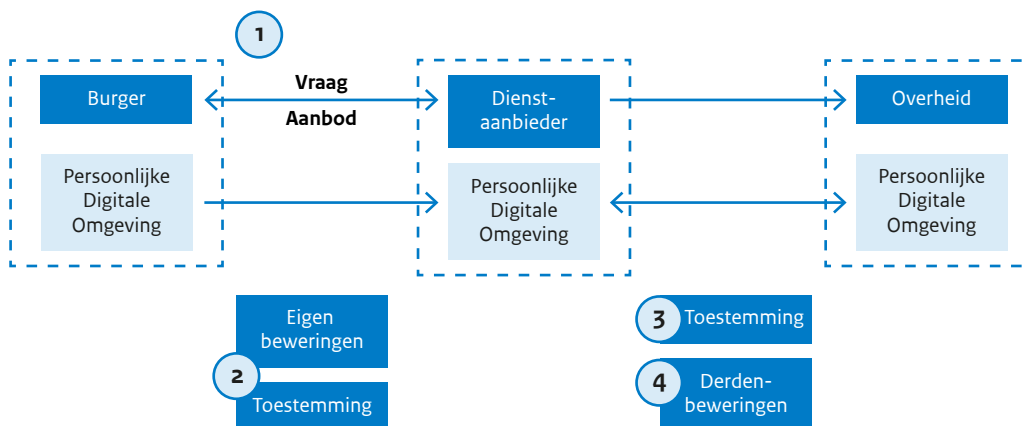 1
Burger
Vraag
Aanbod
Dienst-
aanbieder
Overheid
Persoonlijke
Digitale
Omgeving
Persoonlijke
Digitale
Omgeving
Persoonlijke
Digitale
Omgeving
Eigen
beweringen
2
Toestemming
3
Toestemming
4
Derden-
beweringen